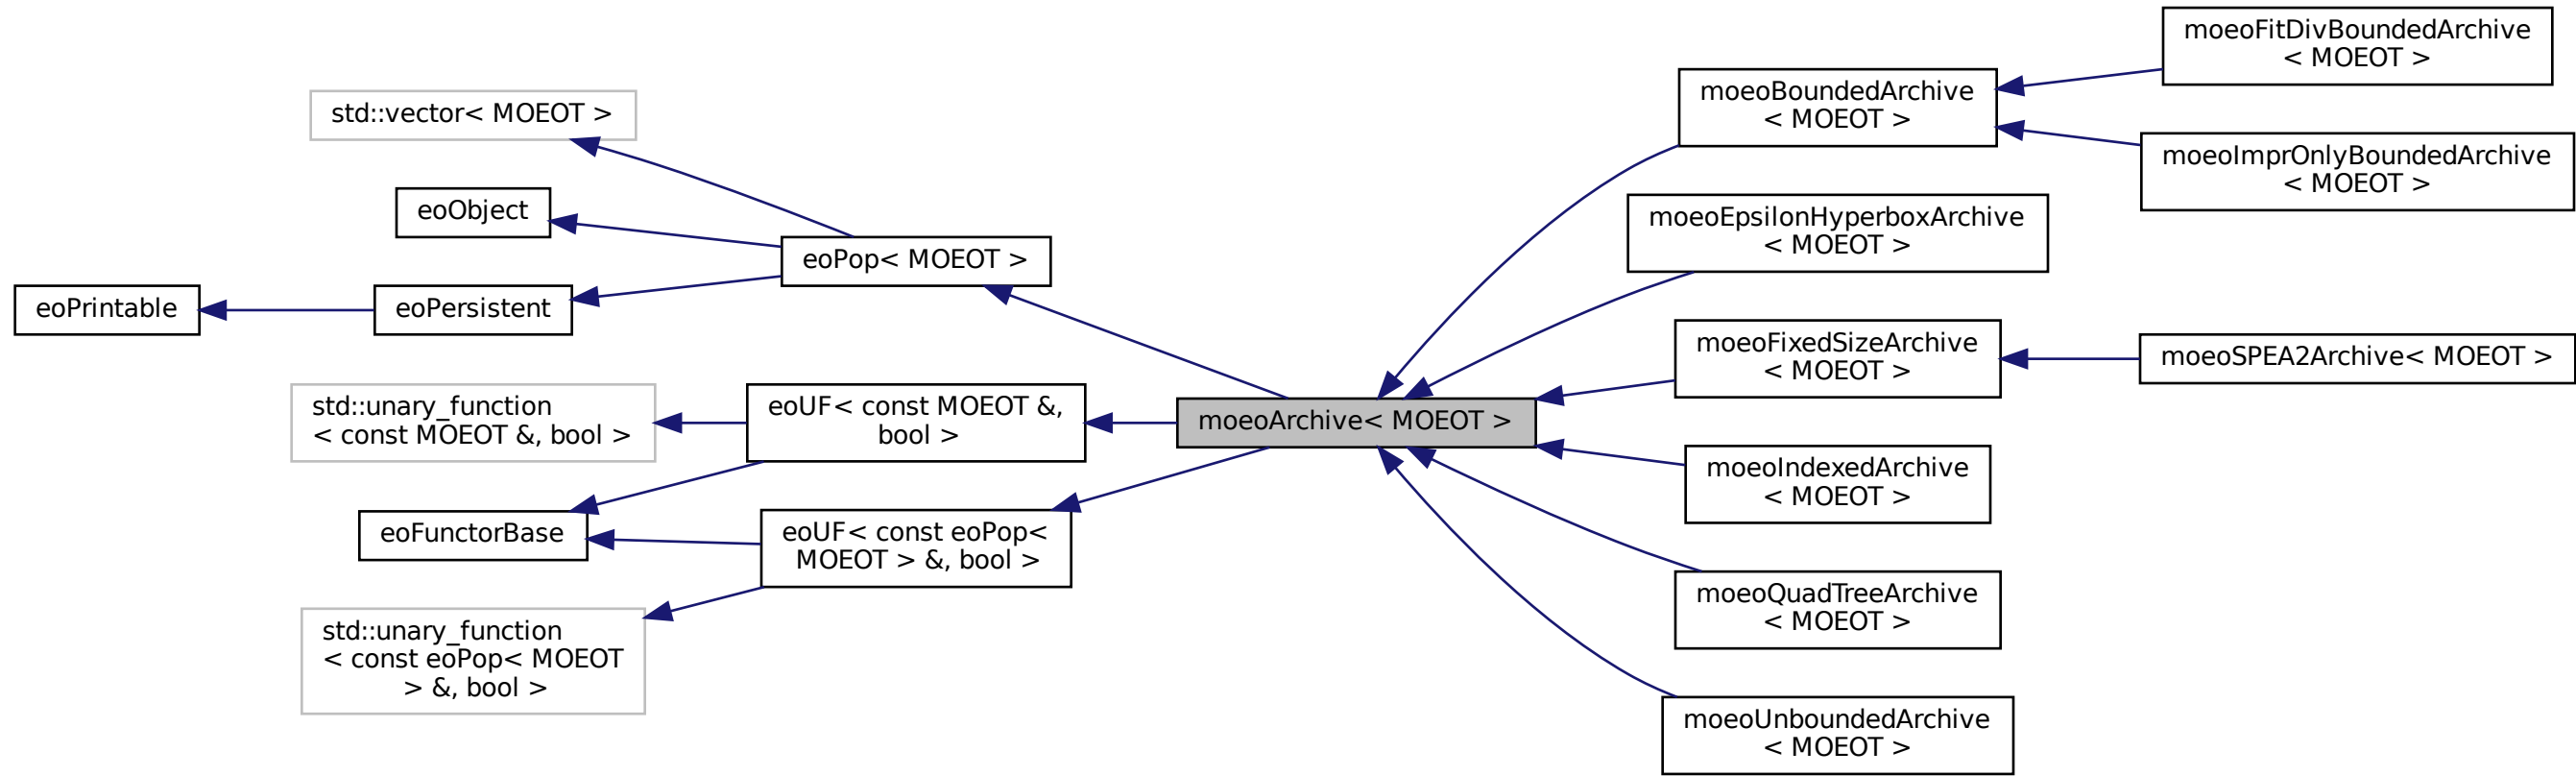 std::vector< MOEOT >
eoObject
eoPrintable
eoPersistent
eoPop< MOEOT >
std::unary_function
< const MOEOT &, bool >
eoUF< const MOEOT &,
bool >
eoFunctorBase
eoUF< const eoPop<
MOEOT > &, bool >
std::unary_function
< const eoPop< MOEOT
> &, bool >
moeoArchive< MOEOT >
moeoBoundedArchive
< MOEOT >
moeoFitDivBoundedArchive
< MOEOT >
moeoImprOnlyBoundedArchive
< MOEOT >
moeoEpsilonHyperboxArchive
< MOEOT >
moeoFixedSizeArchive
< MOEOT >
moeoSPEA2Archive< MOEOT >
moeoIndexedArchive
< MOEOT >
moeoQuadTreeArchive
< MOEOT >
moeoUnboundedArchive
< MOEOT >